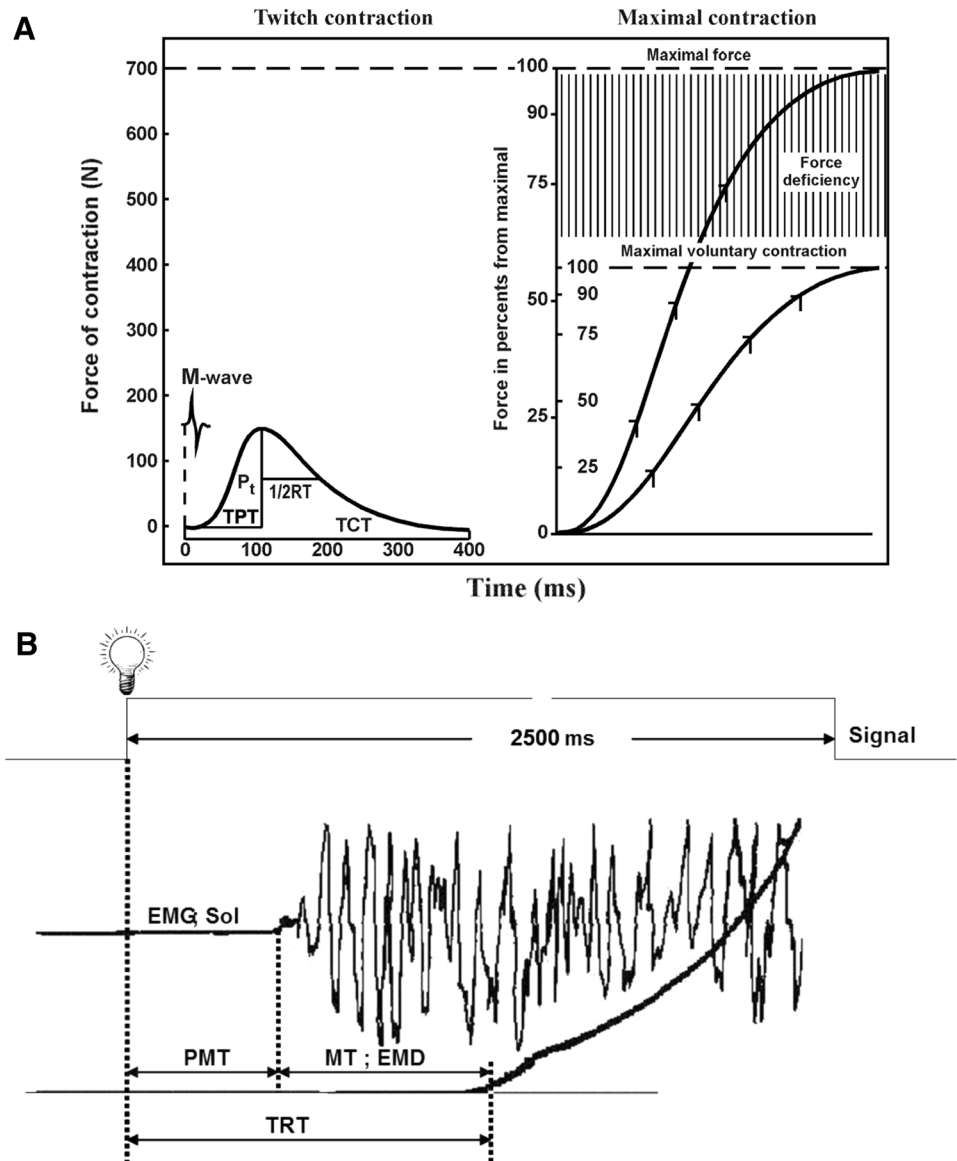 A
Twitch contraction
Maximal contraction
Force of contraction (N)
700
600
500
400
300
200
100
0
M-wave
Pt
TPT
1/2RT
TCT
0 100 200 300 400
Force in percents from maximal
100
90
75
50
25
0
Maximal force
Force
deficiency
Maximal voluntary contraction
100
90
75
50
25
Time (ms)
B
2500 ms
Signal
EMG; Sol
PMT
MT ; EMD
TRT